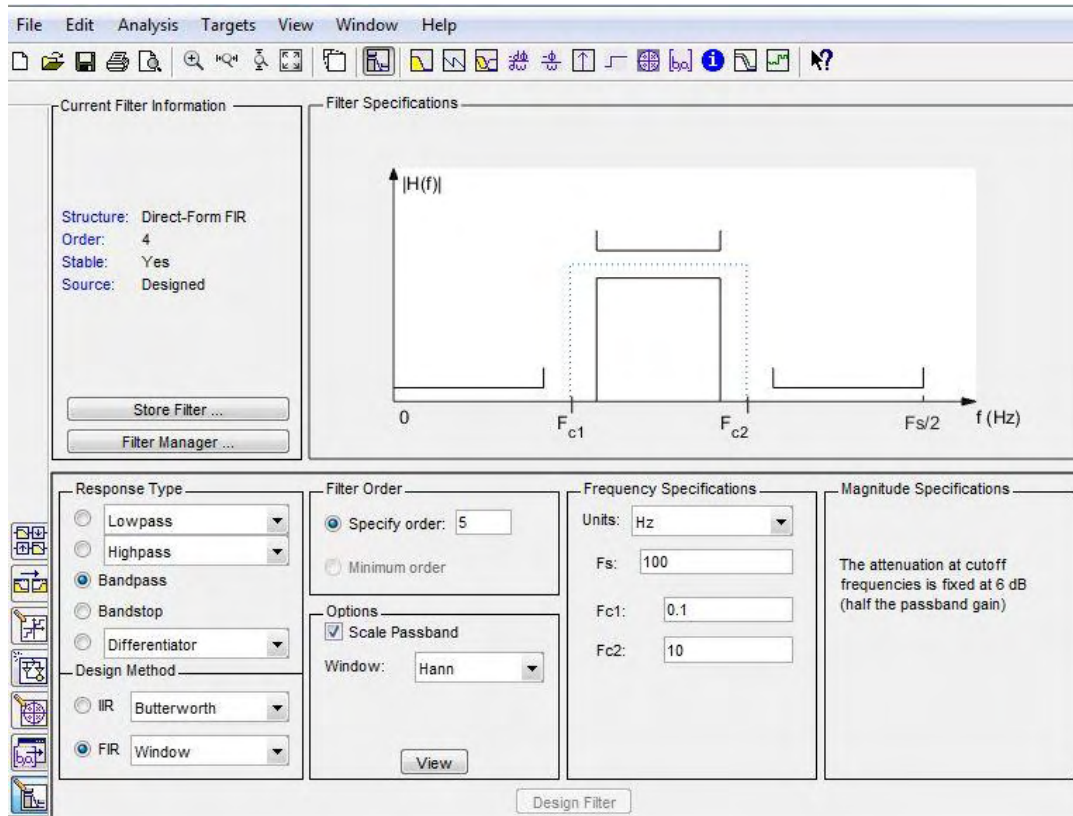 File Edit Analysis Targets View Window Help
Current Filter Information
Structure: Direct-Form FIR
Order: 4
Stable: Yes
Source: Designed
Store Filter ...
Filter Manager ...
Filter Specifications
|H(f)|
0 Fc1 Fc2 Fs/2 f (Hz)
Response Type
Lowpass
Highpass
Bandpass
Bandstop
Differentiator
Design Method
IIR Butterworth
FIR Window
Filter Order
Specify order: 5
Minimum order
Options
Scale Passband
Window: Hann
View
Frequency Specifications
Units: Hz
Fs: 100
Fc1: 0.1
Fc2: 10
Magnitude Specifications
The attenuation at cutoff
frequencies is fixed at 6 dB
(half the passband gain)
Design Filter